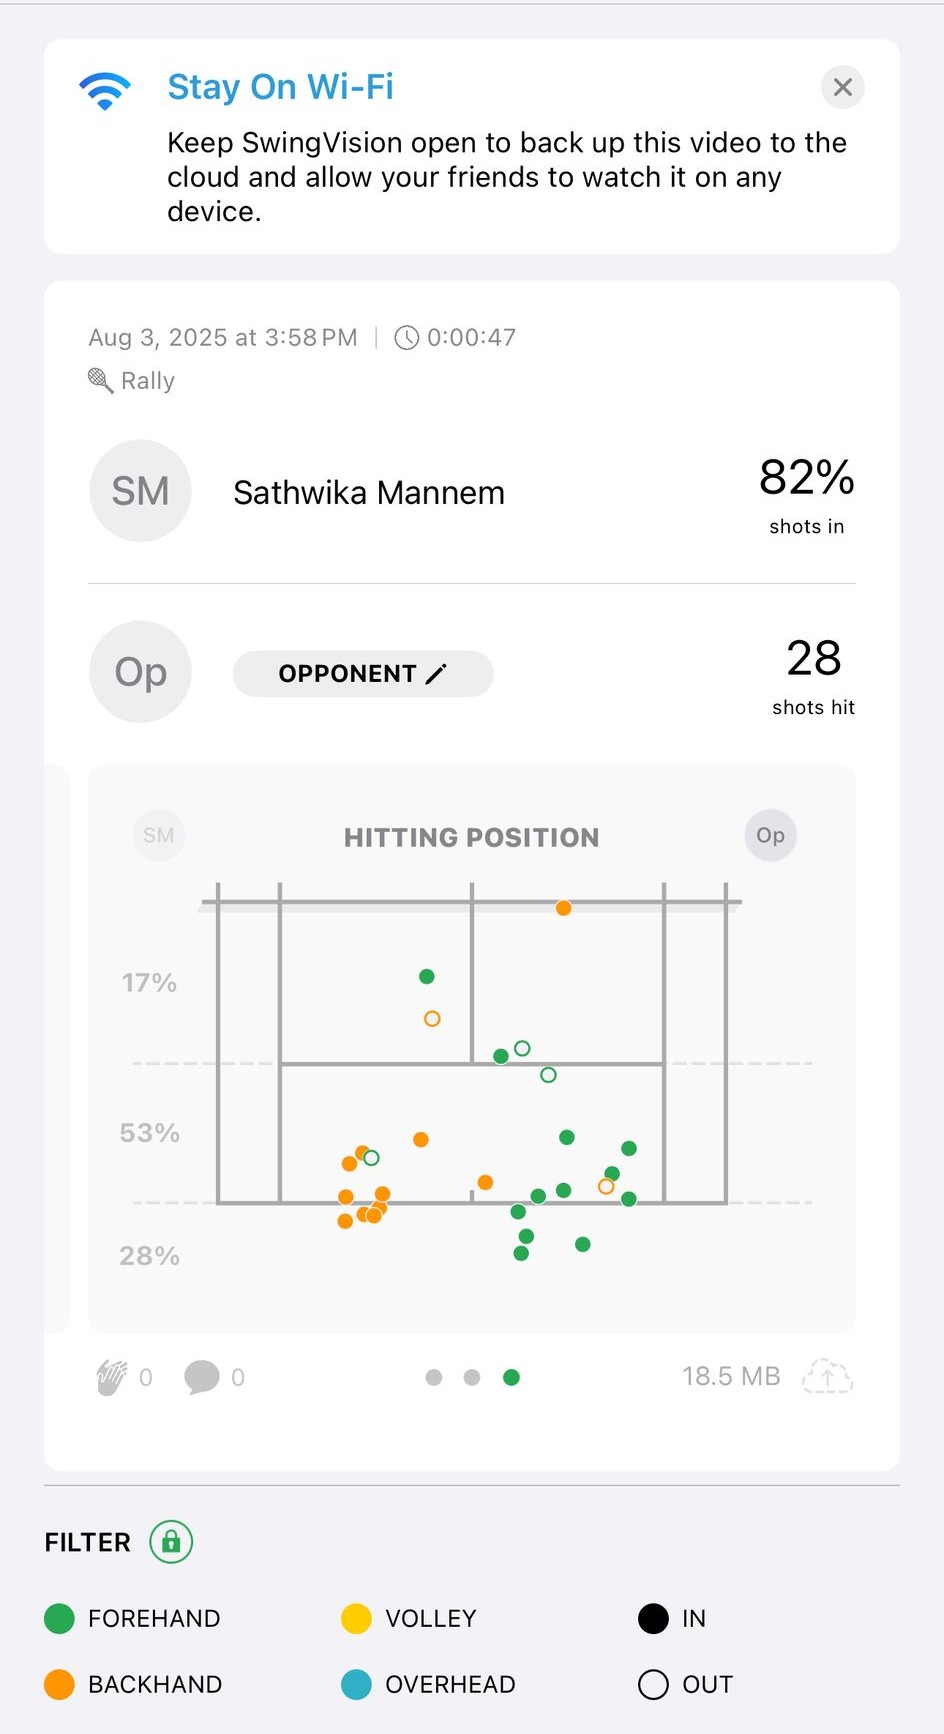 Stay On Wi-Fi
Keep SwingVision open to back up this video to the
cloud and allow your friends to watch it on any
device.
Aug 3, 2025 at 3:58 PM | 0:00:47
Rally
SM
Sathwika Mannem
82%
shots in
Op
OPPONENT
28
shots hit
SM
HITTING POSITION
Op
17%
53%
28%
0
0
18.5 MB
FILTER
FOREHAND
VOLLEY
IN
BACKHAND
OVERHEAD
OUT